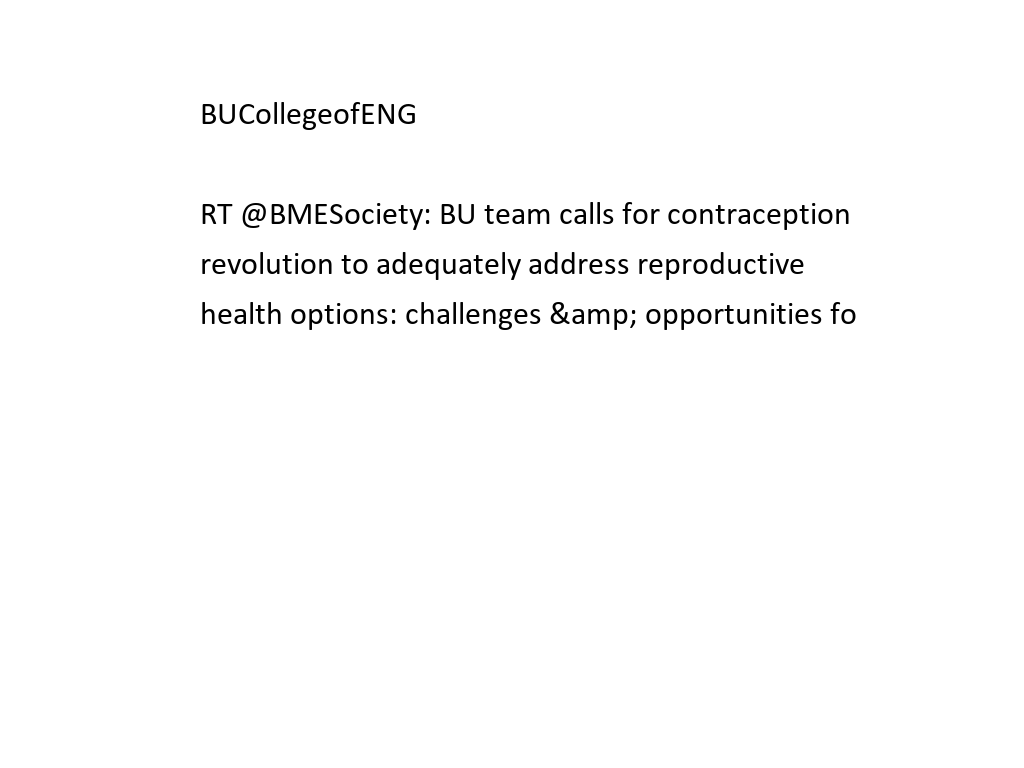 BUCollegeofENG
RT @BMESociety: BU team calls for contraception
revolution to adequately address reproductive
health options: challenges &amp; opportunities fo